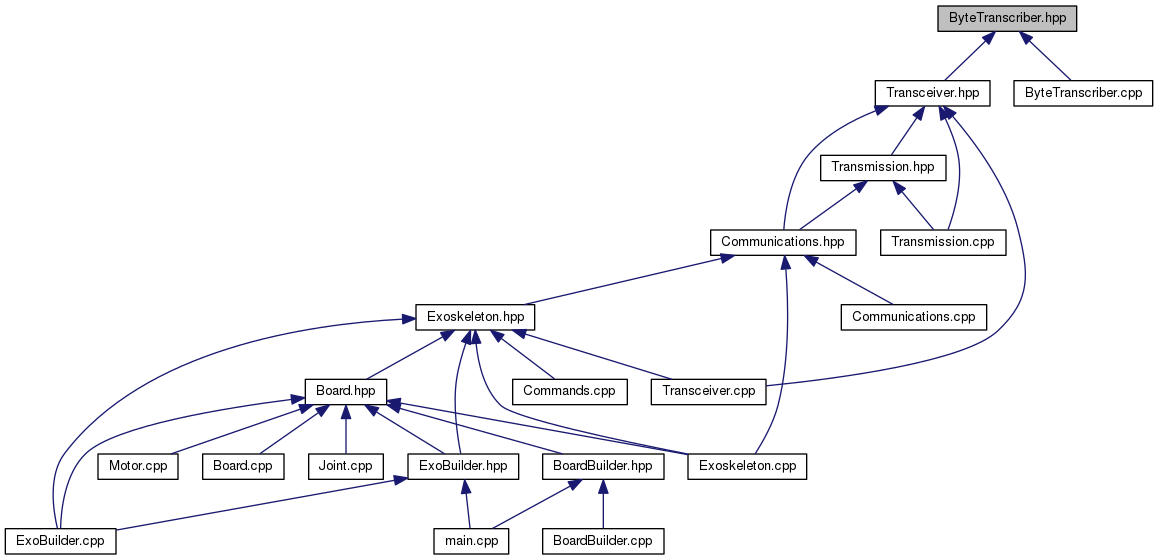 ByteTranscriber.hpp
Transceiver.hpp
ByteTranscriber.cpp
Transmission.hpp
Communications.hpp
Transmission.cpp
Exoskeleton.hpp
Communications.cpp
Board.hpp
Commands.cpp
Transceiver.cpp
Motor.cpp
Board.cpp
Joint.cpp
ExoBuilder.hpp
BoardBuilder.hpp
Exoskeleton.cpp
ExoBuilder.cpp
main.cpp
BoardBuilder.cpp